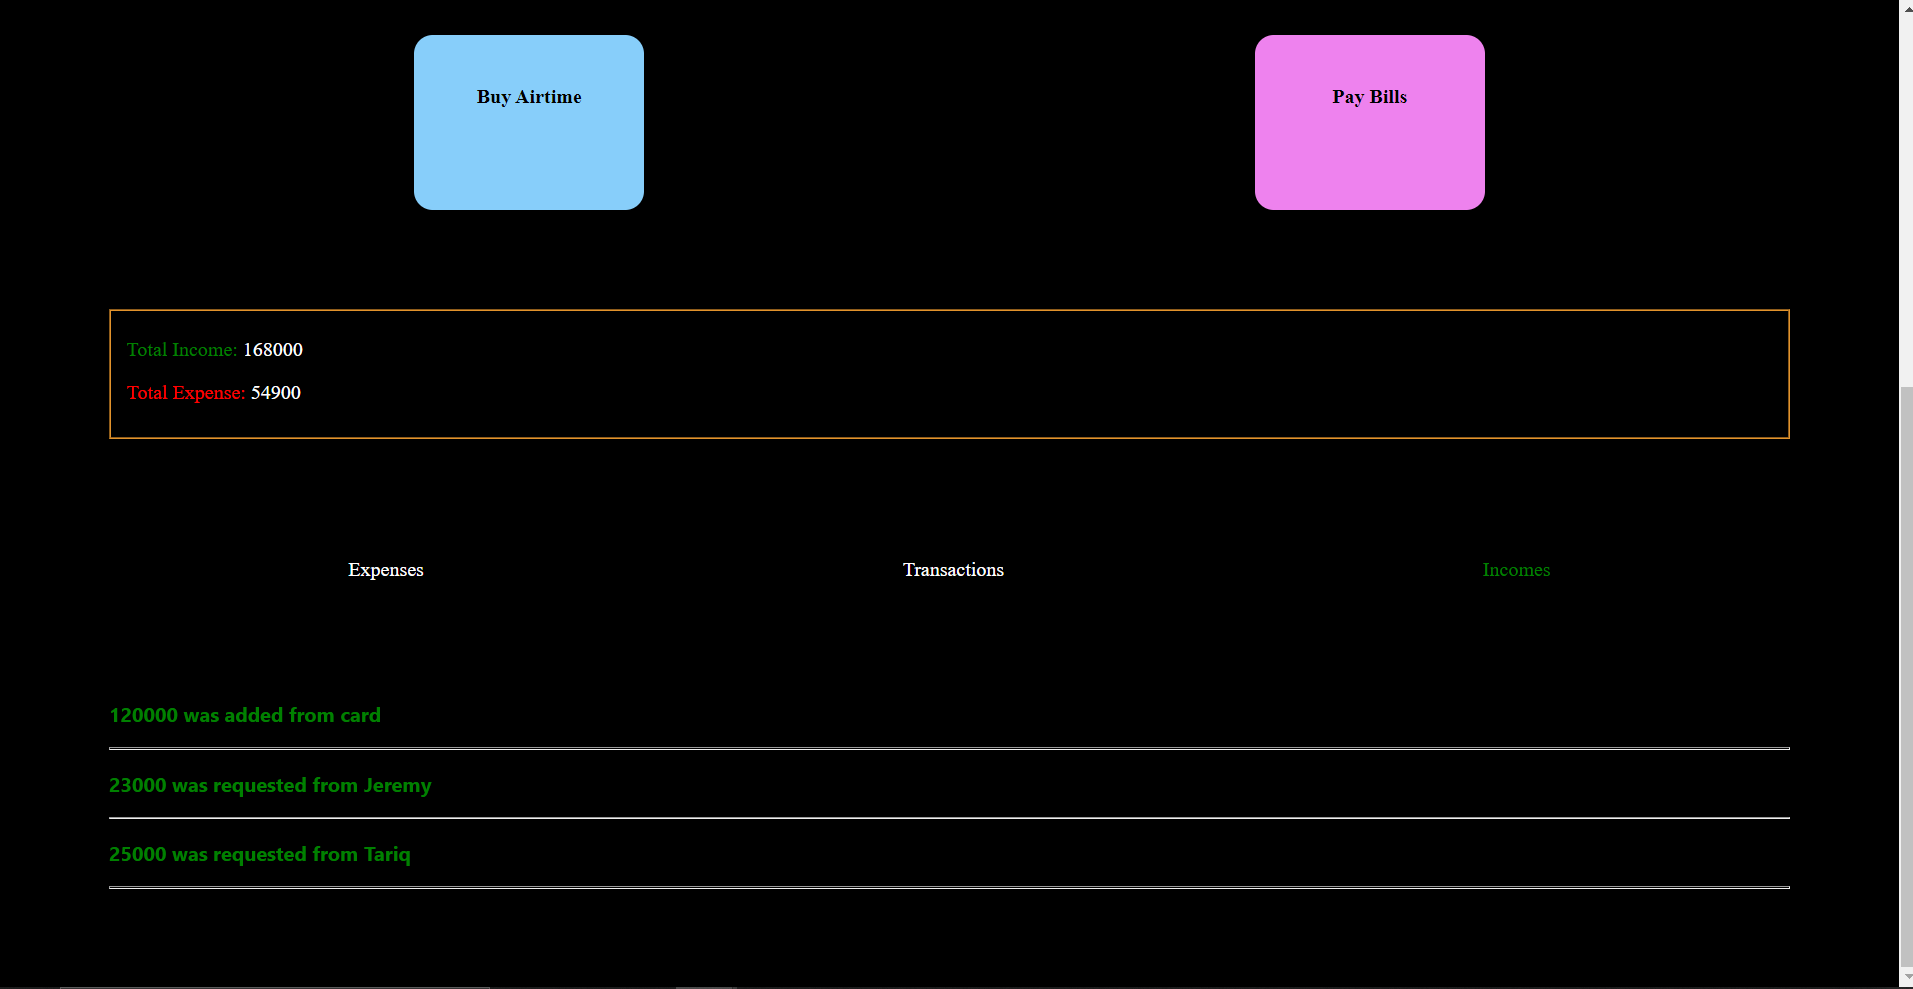 Buy Airtime
Pay Bills
Total Income: 168000
Total Expense: 54900
Expenses
Transactions
Incomes
120000 was added from card
23000 was requested from Jeremy
25000 was requested from Tariq